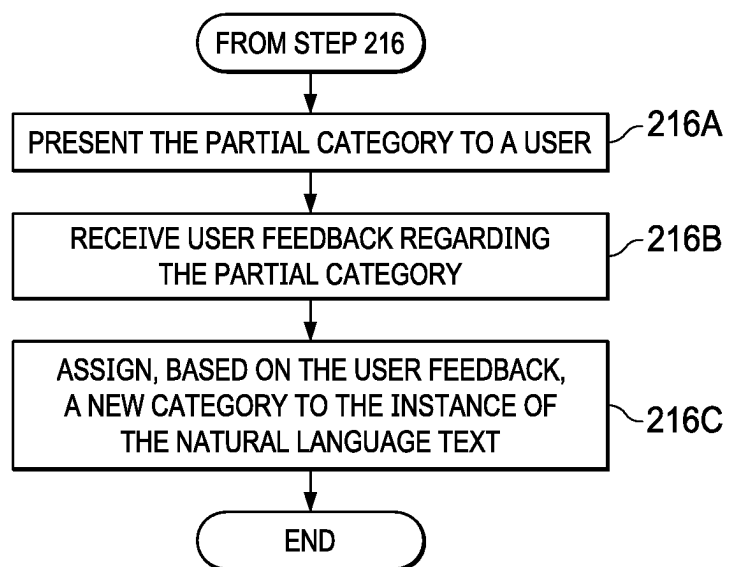 FROM STEP 216
PRESENT THE PARTIAL CATEGORY TO A USER
216A
RECEIVE USER FEEDBACK REGARDING
THE PARTIAL CATEGORY
216B
ASSIGN, BASED ON THE USER FEEDBACK,
A NEW CATEGORY TO THE INSTANCE OF
THE NATURAL LANGUAGE TEXT
216C
END